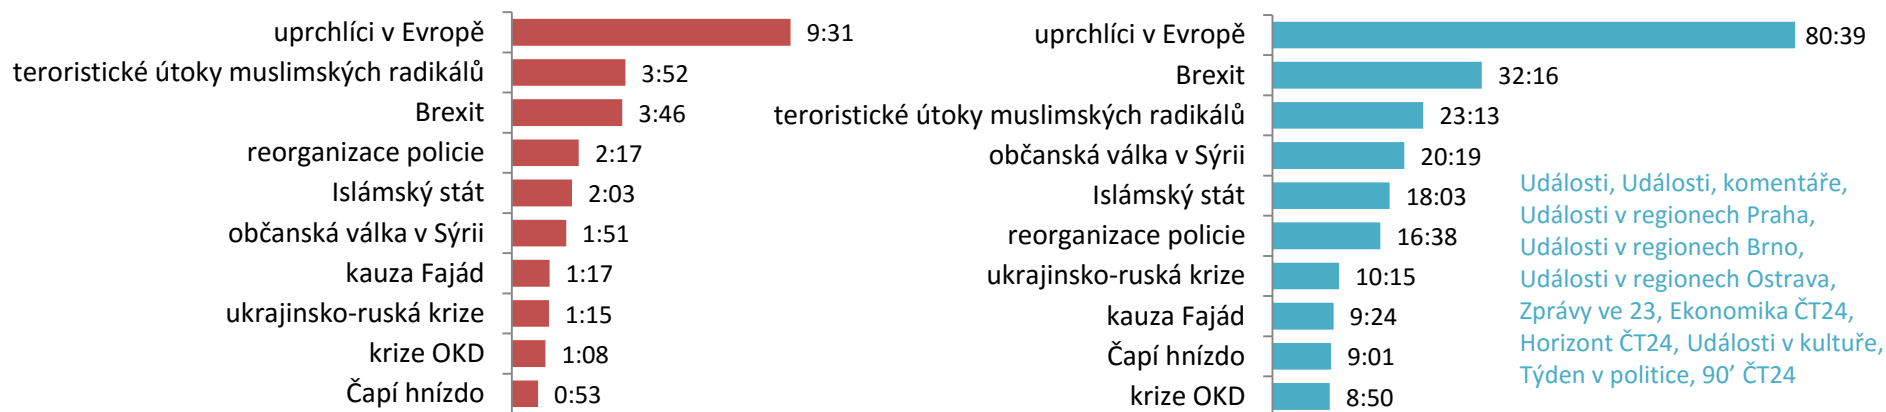 uprchlíci v Evropě 9:31
teroristické útoky muslimských radikálů 3:52
Brexit 3:46
reorganizace policie 2:17
Islámský stát 2:03
občanská válka v Sýrii 1:51
kauza Fajád 1:17
ukrajinsko-ruská krize 1:15
krize OKD 1:08
Čapí hnízdo 0:53
uprchlíci v Evropě 80:39
Brexit 32:16
teroristické útoky muslimských radikálů 23:13
občanská válka v Sýrii 20:19
Islámský stát 18:03
reorganizace policie 16:38
ukrajinsko-ruská krize 10:15
kauza Fajád 9:24
Čapí hnízdo 9:01
krize OKD 8:50
Události, Události, komentáře,
Události v regionech Praha,
Události v regionech Brno,
Události v regionech Ostrava,
Zprávy ve 23, Ekonomika ČT24,
Horizont ČT24, Události v kultuře,
Týden v politice, 90’ ČT24